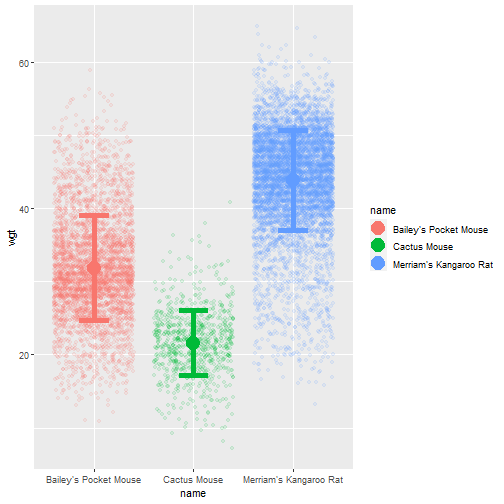 wgt
60
40
20
Bailey's Pocket Mouse
Cactus Mouse
Merriam's Kangaroo Rat
name
name
Bailey's Pocket Mouse
Cactus Mouse
Merriam's Kangaroo Rat